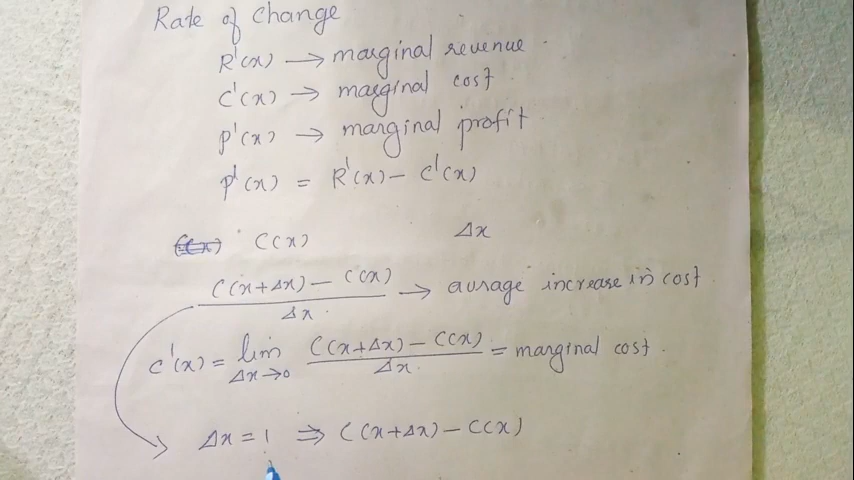 Rate of change
R'(x) → marginal revenue
C'(x) → marginal cost
P'(x) → marginal profit
P'(x) = R'(x) - C'(x)
C(x) Δx
C(x+Δx) - C(x) / Δx → avrage increase in cost
C'(x) = lim Δx→0 C(x+Δx) - C(x) / Δx = marginal cost
Δx = 1 ⇒ C(x+Δx) - C(x)